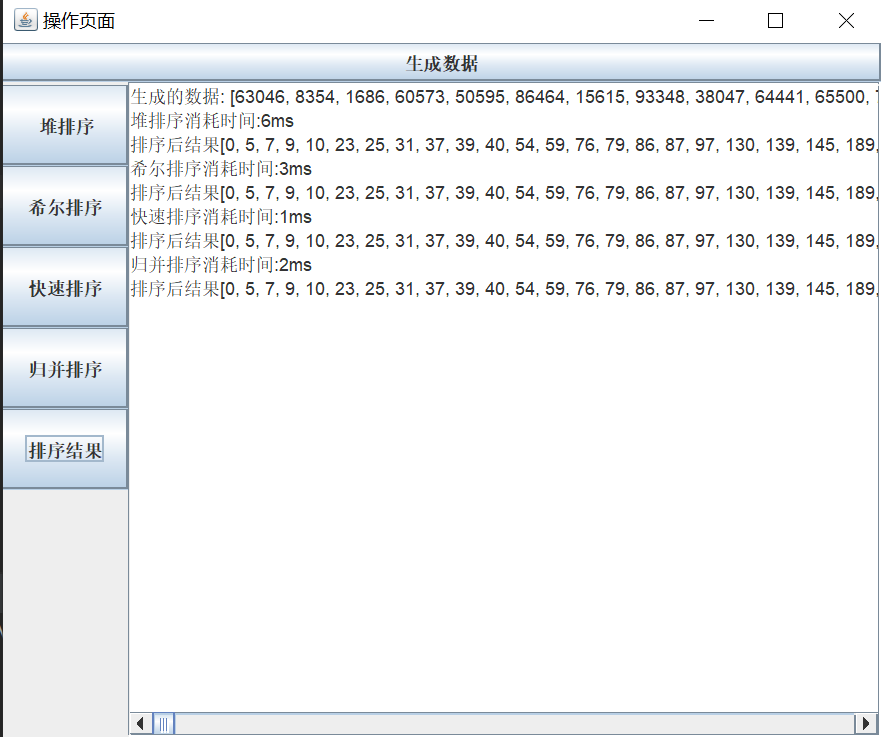 操作页面
生成数据
堆排序
希尔排序
快速排序
归并排序
排序结果
生成的数据: [63046, 8354, 1686, 60573, 50595, 86464, 15615, 93348, 38047, 64441, 65500,
堆排序消耗时间:6ms
排序后结果[0, 5, 7, 9, 10, 23, 25, 31, 37, 39, 40, 54, 59, 76, 79, 86, 87, 97, 130, 139, 145, 189,
希尔排序消耗时间:3ms
排序后结果[0, 5, 7, 9, 10, 23, 25, 31, 37, 39, 40, 54, 59, 76, 79, 86, 87, 97, 130, 139, 145, 189,
快速排序消耗时间:1ms
排序后结果[0, 5, 7, 9, 10, 23, 25, 31, 37, 39, 40, 54, 59, 76, 79, 86, 87, 97, 130, 139, 145, 189,
归并排序消耗时间:2ms
排序后结果[0, 5, 7, 9, 10, 23, 25, 31, 37, 39, 40, 54, 59, 76, 79, 86, 87, 97, 130, 139, 145, 189,